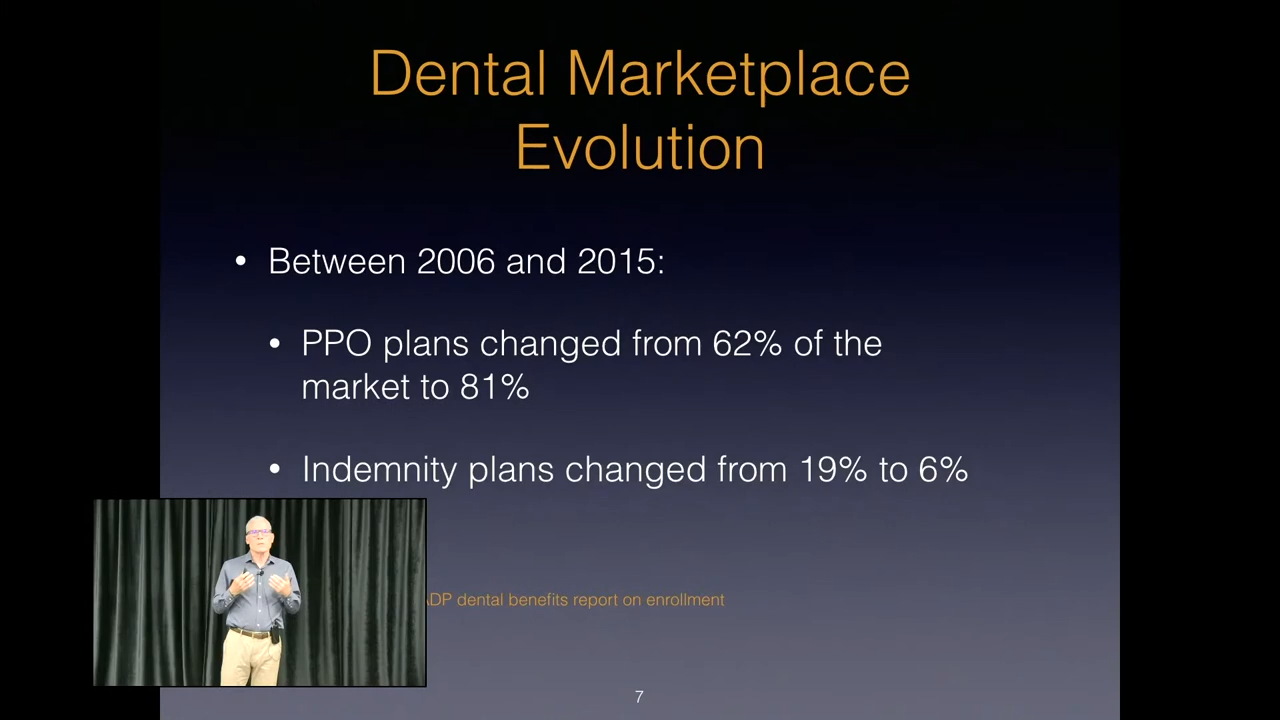 Dental Marketplace
Evolution
• Between 2006 and 2015:
• PPO plans changed from 62% of the
market to 81%
• Indemnity plans changed from 19% to 6%
dental benefits report on enrollment
7